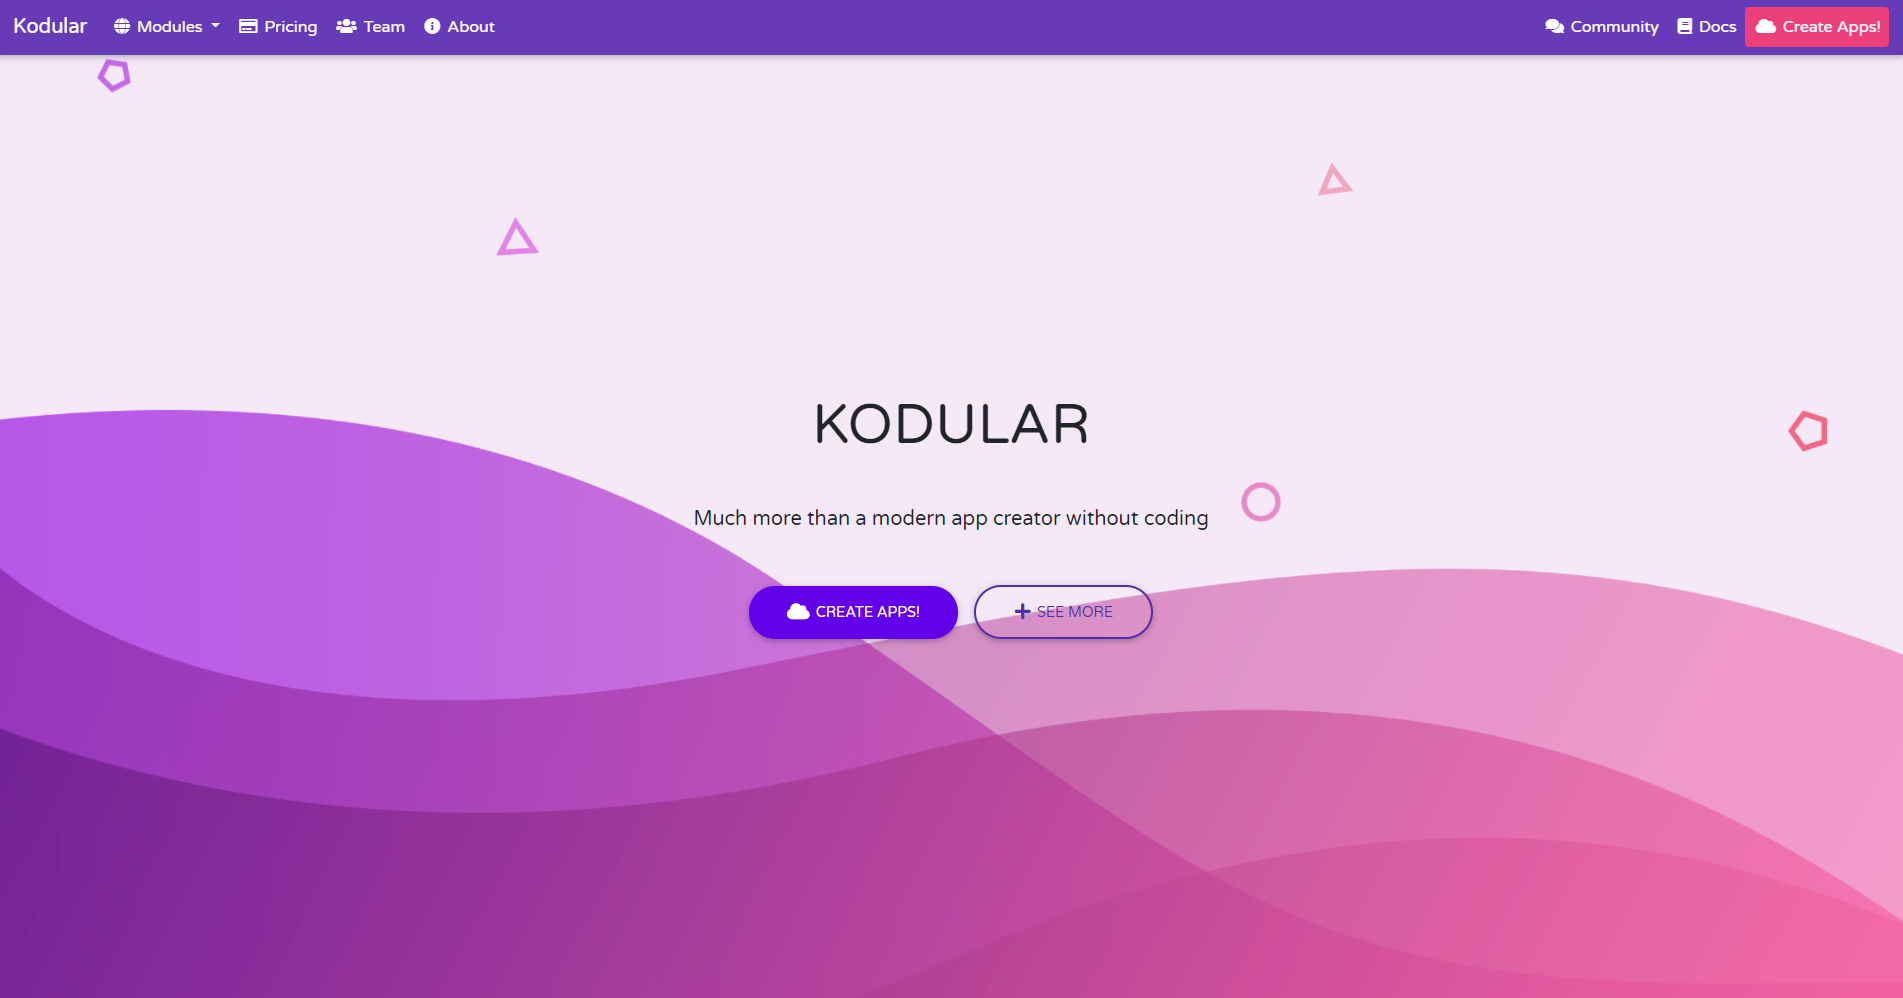 Kodular Modules Pricing Team About Community Docs Create Apps!
KODULAR
Much more than a modern app creator without coding
CREATE APPS! SEE MORE